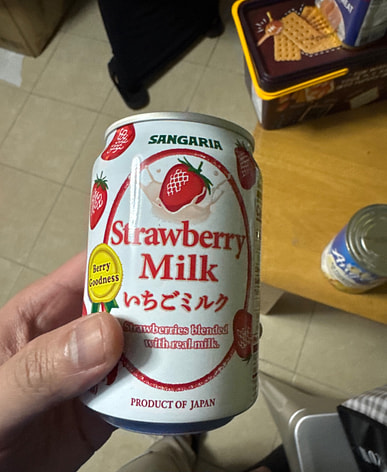 SANGARIA
Strawberry
Milk
いちごミルク
Berry
Goodness
Strawberries blended
with real milk.
PRODUCT OF JAPAN